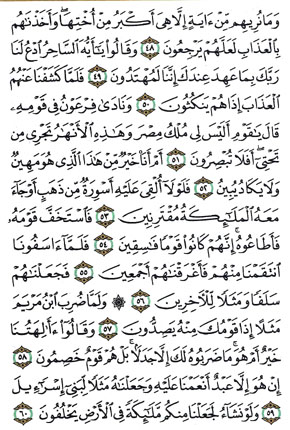 وَمَا نُرِيهِم مِّنْ ءَايَةٍ إِلَّا هِىَ أَكْبَرُ مِنْ أُخْتِهَا ۖ وَأَخَذْنَٰهُم
بِٱلْعَذَابِ لَعَلَّهُمْ يَرْجِعُونَ ٤٨ وَقَالُوا۟ يَٰٓأَيُّهَ ٱلسَّاحِرُ ٱدْعُ لَنَا
رَبَّكَ بِمَا عَهِدَ عِندَكَ إِنَّنَا لَمُهْتَدُونَ ٤٩ فَلَمَّا كَشَفْنَا عَنْهُمُ
ٱلْعَذَابَ إِذَا هُمْ يَنكُثُونَ ٥٠ وَنَادَىٰ فِرْعَوْنُ فِى قَوْمِهِۦ
قَالَ يَٰقَوْمِ أَلَيْسَ لِى مُلْكُ مِصْرَ وَهَٰذِهِ ٱلْأَنْهَٰرُ تَجْرِى مِن
تَحْتِىٓ ۖ أَفَلَا تُبْصِرُونَ ٥١ أَمْ أَنَا۠ خَيْرٌ مِّنْ هَٰذَا ٱلَّذِى هُوَ مَهِينٌ
وَلَا يَكَادُ يُبِينُ ٥٢ فَلَوْلَآ أُلْقِىَ عَلَيْهِ أَسْوِرَةٌ مِّن ذَهَبٍ أَوْ جَآءَ
مَعَهُ ٱلْمَلَٰٓئِكَةُ مُقْتَرِنِينَ ٥٣ فَٱسْتَخَفَّ قَوْمَهُۥ
فَأَطَاعُوهُ ۚ إِنَّهُمْ كَانُوا۟ قَوْمًا فَٰسِقِينَ ٥٤ فَلَمَّآ ءَاسَفُونَا
ٱنتَقَمْنَا مِنْهُمْ فَأَغْرَقْنَٰهُمْ أَجْمَعِينَ ٥٥ فَجَعَلْنَٰهُمْ
سَلَفًا وَمَثَلًا لِّلْءَاخِرِينَ ٥٦ ۞ وَلَمَّا ضُرِبَ ٱبْنُ مَرْيَمَ
مَثَلًا إِذَا قَوْمُكَ مِنْهُ يَصِدُّونَ ٥٧ وَقَالُوٓا۟ ءَأَٰلِهَتُنَا
خَيْرٌ أَمْ هُوَ ۚ مَا ضَرَبُوهُ لَكَ إِلَّا جَدَلًۢا ۚ بَلْ هُمْ قَوْمٌ خَصِمُونَ ٥٨
إِنْ هُوَ إِلَّا عَبْدٌ أَنْعَمْنَا عَلَيْهِ وَجَعَلْنَٰهُ مَثَلًا لِّبَنِىٓ إِسْرَٰٓءِيلَ
٥٩ وَلَوْ نَشَآءُ لَجَعَلْنَا مِنكُم مَّلَٰٓئِكَةً فِى ٱلْأَرْضِ يَخْلُفُونَ ٦٠